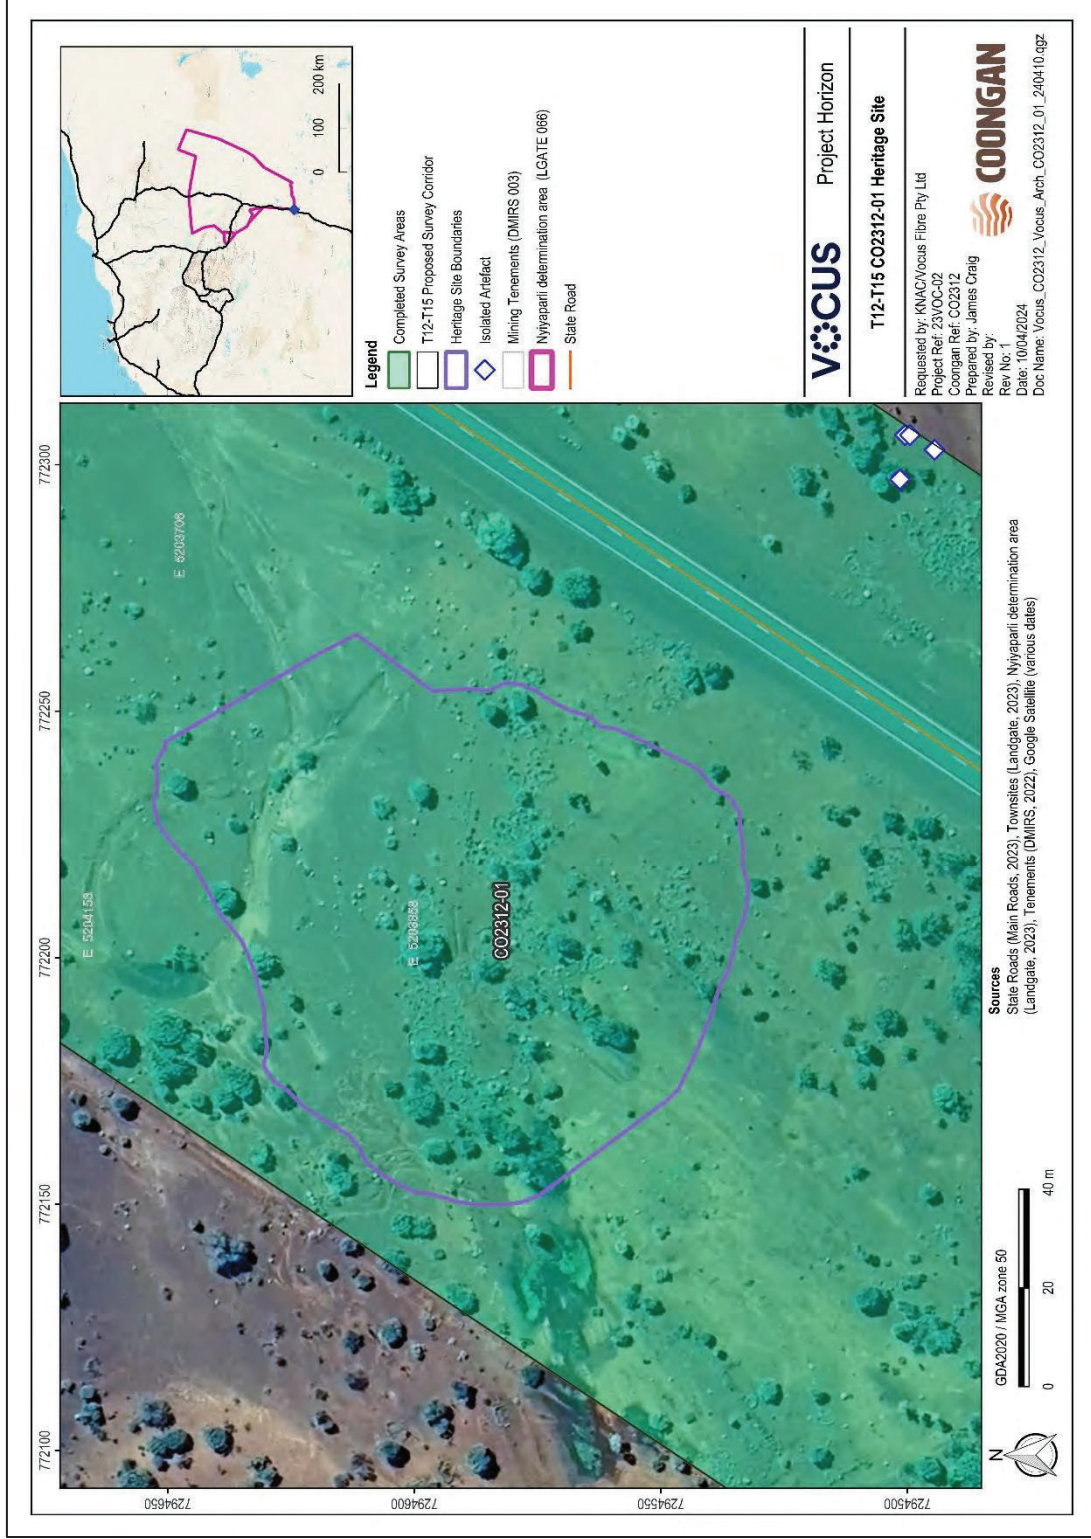 772100
772150
772200
772250
772300
7294650
7294600
7294550
7294500
E 5204153
E 5203706
E 5203858
CO2312-01
0
100
200 km
Legend
Completed Survey Areas
T12-T15 Proposed Survey Corridor
Heritage Site Boundaries
Isolated Artefact
Mining Tenements (DMIRS 003)
Nyiyaparli determination area (LGATE 066)
State Road
N
GDA2020 / MGA zone 50
0
20
40 m
Sources
State Roads (Main Roads, 2023), Townsites (Landgate, 2023), Nyiyaparli determination area
(Landgate, 2023), Tenements (DMIRS, 2022), Google Satellite (various dates)
VOCUS
Project Horizon
T12-T15 CO2312-01 Heritage Site
Requested by: KNAC/Vocus Fibre Pty Ltd
Project Ref: 23VOC-02
Coongan Ref: CO2312
Prepared by: James Craig
Revised by:
Rev No: 1
Date: 10/04/2024
Doc Name: Vocus_CO2312_Vocus_Arch_CO2312_01_240410.qgz
COONGAN